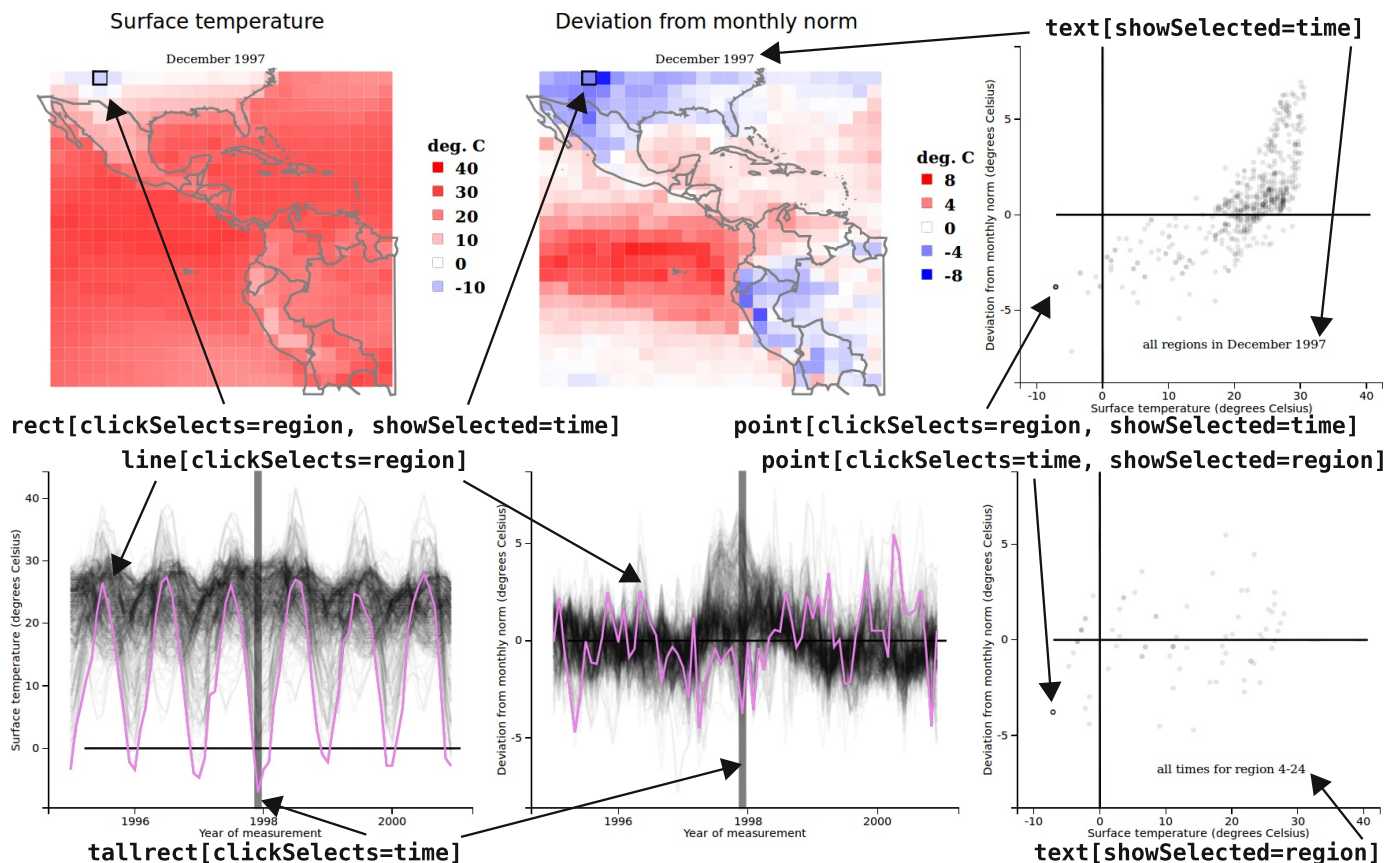 Surface temperature
Deviation from monthly norm
text[showSelected=time]
December 1997
December 1997
deg. C
40
30
20
10
0
-10
deg. C
8
4
0
-4
-8
Deviation from monthly norm (degrees Celsius)
5
0
-5
all regions in December 1997
-10
0
10
20
30
40
Surface temperature (degrees Celsius)
rect[clickSelects=region, showSelected=time]
point[clickSelects=region, showSelected=time]
line[clickSelects=region]
point[clickSelects=time, showSelected=region]
Surface temperature (degrees Celsius)
40
30
20
10
0
1996
1998
2000
Year of measurement
Deviation from monthly norm (degrees Celsius)
5
0
-5
1996
1998
2000
Year of measurement
Deviation from monthly norm (degrees Celsius)
5
0
-5
all times for region 4-24
-10
0
10
20
30
40
Surface temperature (degrees Celsius)
tallrect[clickSelects=time]
text[showSelected=region]